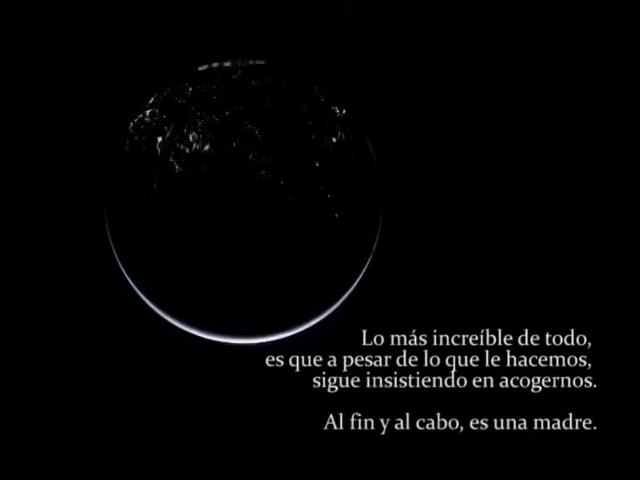 Lo más increíble de todo,
es que a pesar de lo que le hacemos,
sigue insistiendo en acogernos.
Al fin y al cabo, es una madre.